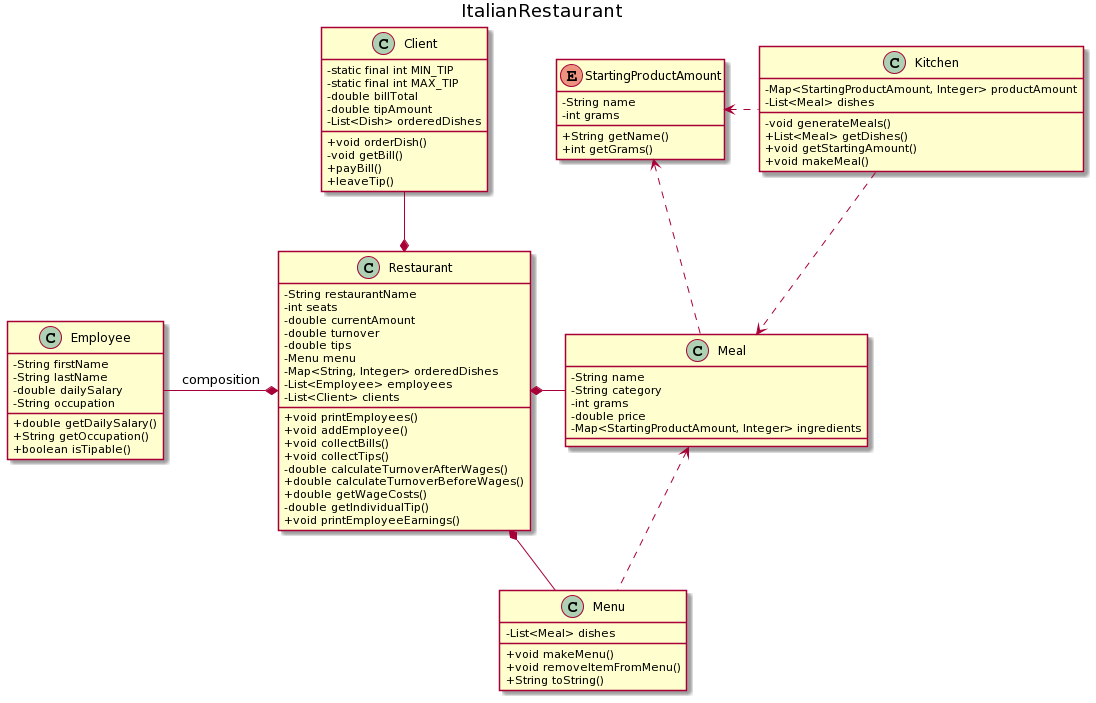 ItalianRestaurant
C Client
-static final int MIN_TIP
-static final int MAX_TIP
-double billTotal
-double tipAmount
-List<Dish> orderedDishes
+void orderDish()
-void getBill()
+payBill()
+leaveTip()
E StartingProductAmount
-String name
-int grams
+String getName()
+int getGrams()
C Kitchen
-Map<StartingProductAmount, Integer> productAmount
-List<Meal> dishes
-void generateMeals()
+List<Meal> getDishes()
+void getStartingAmount()
+void makeMeal()
C Employee
-String firstName
-String lastName
-double dailySalary
-String occupation
+double getDailySalary()
+String getOccupation()
+boolean isTipable()
composition
C Restaurant
-String restaurantName
-int seats
-double currentAmount
-double turnover
-double tips
-Menu menu
-Map<String, Integer> orderedDishes
-List<Employee> employees
-List<Client> clients
+void printEmployees()
+void addEmployee()
+void collectBills()
+void collectTips()
-double calculateTurnoverAfterWages()
+double calculateTurnoverBeforeWages()
+double getWageCosts()
-double getIndividualTip()
+void printEmployeeEarnings()
C Meal
-String name
-String category
-int grams
-double price
-Map<StartingProductAmount, Integer> ingredients
C Menu
-List<Meal> dishes
+void makeMenu()
+void removeItemFromMenu()
+String toString()